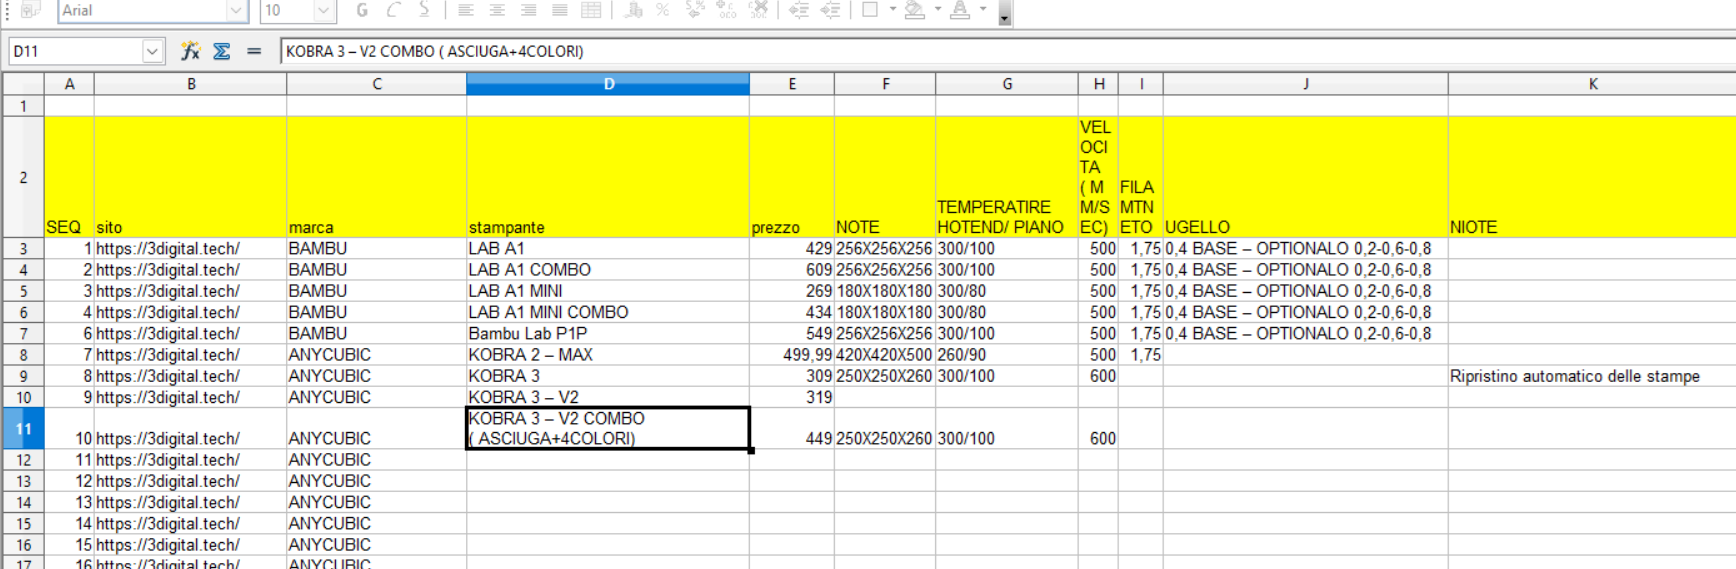 Arial 10 G C S
D11 KOBRA 3 – V2 COMBO ( ASCIUGA+4COLORI)
A B C D E F G H I J K
1
2 SEQ sito marca stampante prezzo NOTE TEMPERATIRE HOTEND/ PIANO VELOCITA ( MM/SEC) FILAMTNETO UGELLO NIOTE
3 1 https://3digital.tech/ BAMBU LAB A1 429 256X256X256 300/100 500 1,75 0,4 BASE – OPTIONALO 0,2-0,6-0,8
4 2 https://3digital.tech/ BAMBU LAB A1 COMBO 609 256X256X256 300/100 500 1,75 0,4 BASE – OPTIONALO 0,2-0,6-0,8
5 3 https://3digital.tech/ BAMBU LAB A1 MINI 269 180X180X180 300/80 500 1,75 0,4 BASE – OPTIONALO 0,2-0,6-0,8
6 4 https://3digital.tech/ BAMBU LAB A1 MINI COMBO 434 180X180X180 300/80 500 1,75 0,4 BASE – OPTIONALO 0,2-0,6-0,8
7 6 https://3digital.tech/ BAMBU Bambu Lab P1P 549 256X256X256 300/100 500 1,75 0,4 BASE – OPTIONALO 0,2-0,6-0,8
8 7 https://3digital.tech/ ANYCUBIC KOBRA 2 – MAX 499,99 420X420X500 260/90 500 1,75
9 8 https://3digital.tech/ ANYCUBIC KOBRA 3 309 250X250X260 300/100 600 Ripristino automatico delle stampe
10 9 https://3digital.tech/ ANYCUBIC KOBRA 3 – V2 319
11 10 https://3digital.tech/ ANYCUBIC KOBRA 3 – V2 COMBO ( ASCIUGA+4COLORI) 449 250X250X260 300/100 600
12 11 https://3digital.tech/ ANYCUBIC
13 12 https://3digital.tech/ ANYCUBIC
14 13 https://3digital.tech/ ANYCUBIC
15 14 https://3digital.tech/ ANYCUBIC
16 15 https://3digital.tech/ ANYCUBIC
17 16 https://3digital.tech/ ANYCUBIC